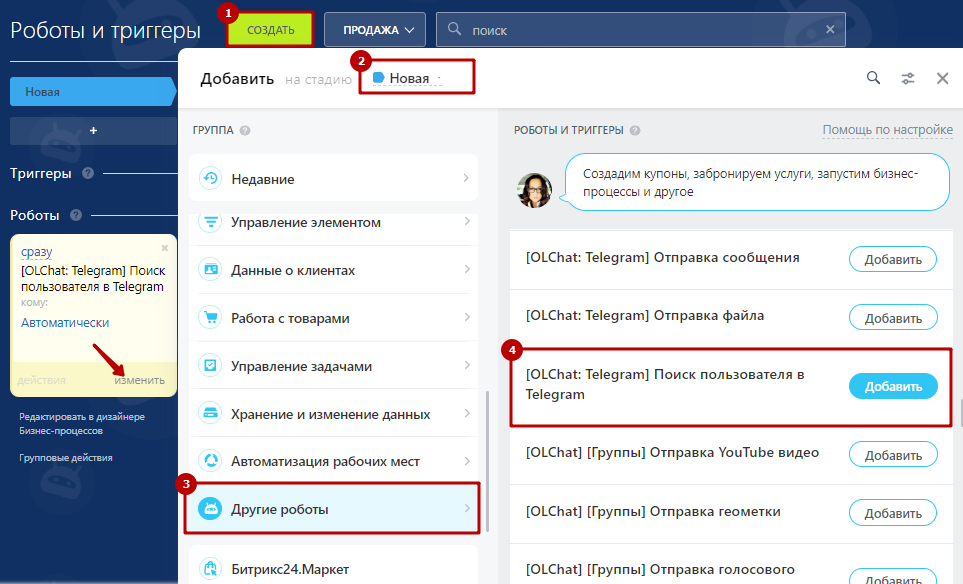 Роботы и триггеры
1
СОЗДАТЬ
ПРОДАЖА
поиск
Новая
+
Триггеры ?
Роботы ?
сразу
[OLChat: Telegram] Поиск
пользователя в Telegram
кому:
Автоматически
действия
изменить
Редактировать в дизайнере
Бизнес-процессов
Групповые действия
Добавить на стадию
2
Новая
ГРУППА ?
Недавние
Управление элементом
Данные о клиентах
Работа с товарами
Управление задачами
Хранение и изменение данных
Автоматизация рабочих мест
3
Другие роботы
Битрикс24.Маркет
РОБОТЫ И ТРИГГЕРЫ ?
Помощь по настройке
Создадим купоны, забронируем услуги, запустим бизнес-
процессы и другое
[OLChat: Telegram] Отправка сообщения
Добавить
[OLChat: Telegram] Отправка файла
Добавить
4
[OLChat: Telegram] Поиск пользователя в
Telegram
Добавить
[OLChat] [Группы] Отправка YouTube видео
Добавить
[OLChat] [Группы] Отправка геометки
Добавить
[OLChat] [Группы] Отправка голосового
Добавить